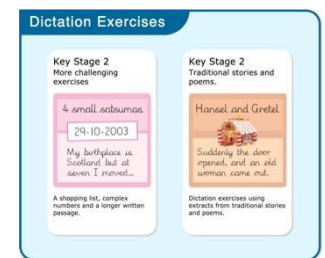 Dictation Exercises
Key Stage 2
More challenging
exercises
4 small satsumas
29-10-2003
My birthplace is
Scotland but at
seven I moved...
A shopping list, complex
numbers and a longer written
passage.
Key Stage 2
Traditional stories and
poems.
Hansel and Gretel
Suddenly the door
opened, and an old
woman came out.
Dictation exercises using
extracts from traditional stories
and poems.